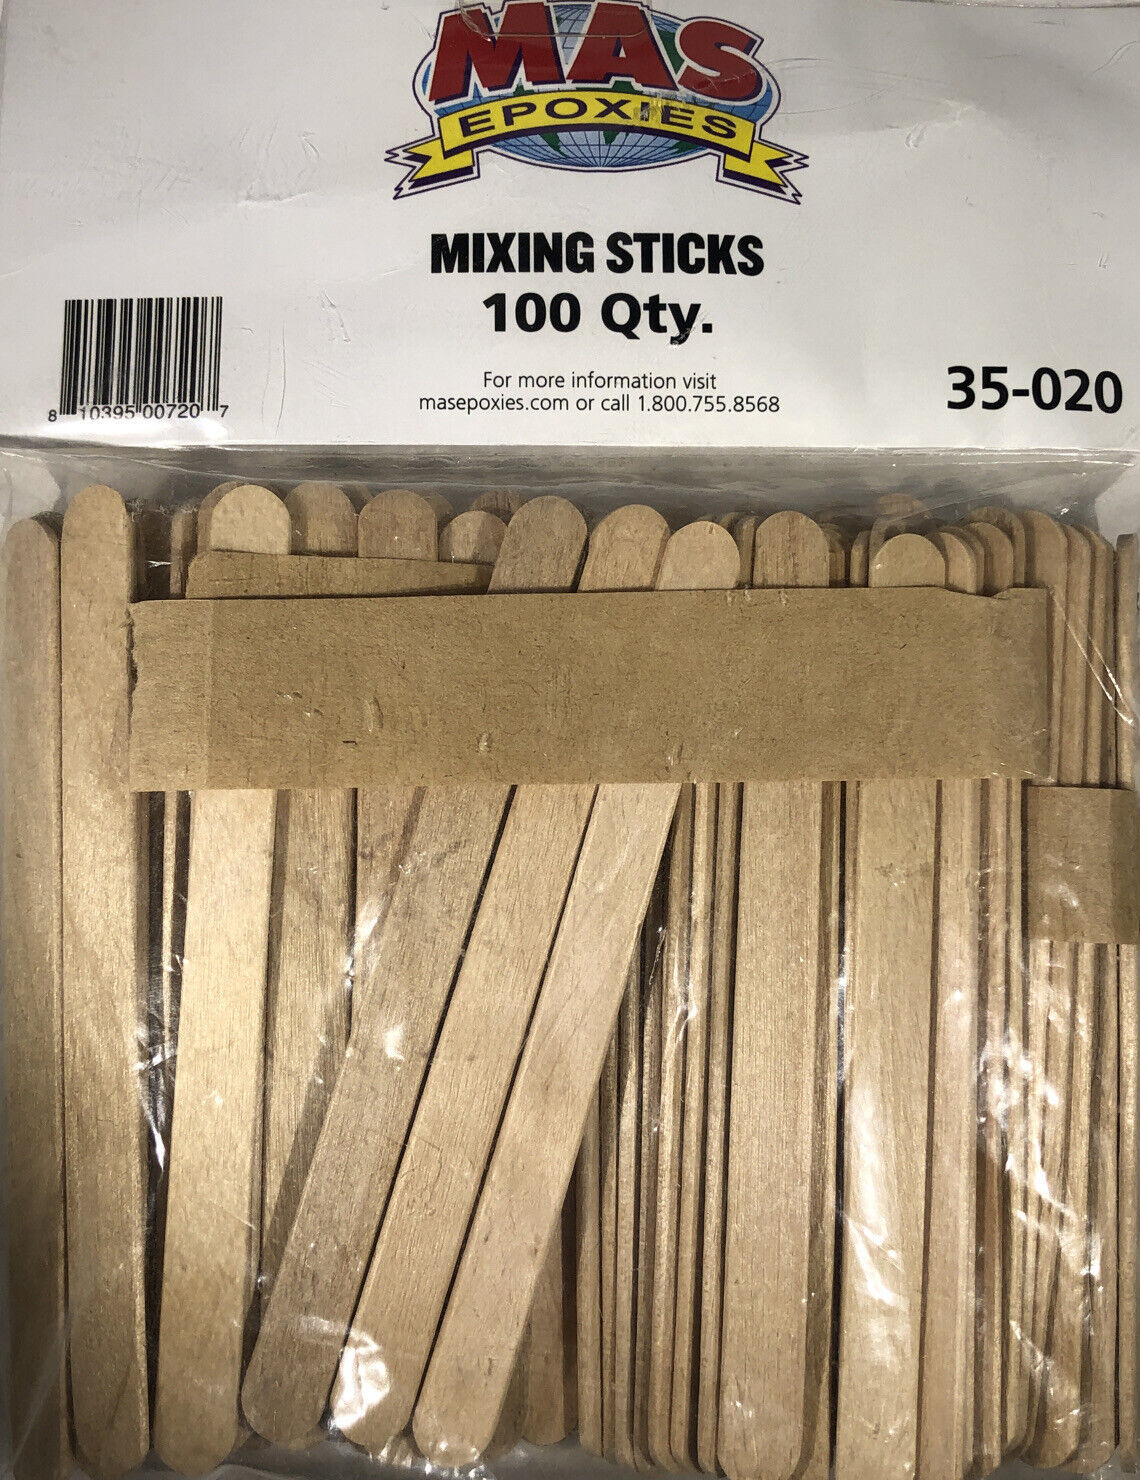 MAS
EPOXIES
MIXING STICKS
100 Qty.
For more information visit
masepoxies.com or call 1.800.755.8568
35-020
8 10395 00720 7